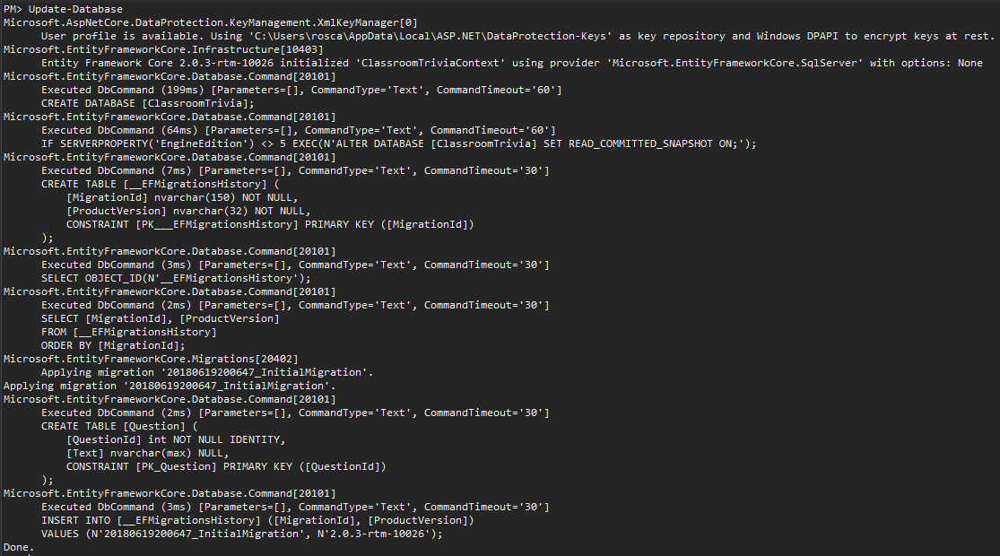 PM> Update-Database
Microsoft.AspNetCore.DataProtection.KeyManagement.XmlKeyManager[0]
      User profile is available. Using 'C:\Users\rosca\AppData\Local\ASP.NET\DataProtection-Keys' as key repository and Windows DPAPI to encrypt keys at rest.
Microsoft.EntityFrameworkCore.Infrastructure[10403]
      Entity Framework Core 2.0.3-rtm-10026 initialized 'ClassroomTriviaContext' using provider 'Microsoft.EntityFrameworkCore.SqlServer' with options: None
Microsoft.EntityFrameworkCore.Database.Command[20101]
      Executed DbCommand (199ms) [Parameters=[], CommandType='Text', CommandTimeout='60']
      CREATE DATABASE [ClassroomTrivia];
Microsoft.EntityFrameworkCore.Database.Command[20101]
      Executed DbCommand (64ms) [Parameters=[], CommandType='Text', CommandTimeout='60']
      IF SERVERPROPERTY('EngineEdition') <> 5 EXEC(N'ALTER DATABASE [ClassroomTrivia] SET READ_COMMITTED_SNAPSHOT ON;');
Microsoft.EntityFrameworkCore.Database.Command[20101]
      Executed DbCommand (7ms) [Parameters=[], CommandType='Text', CommandTimeout='30']
      CREATE TABLE [__EFMigrationsHistory] (
          [MigrationId] nvarchar(150) NOT NULL,
          [ProductVersion] nvarchar(32) NOT NULL,
          CONSTRAINT [PK___EFMigrationsHistory] PRIMARY KEY ([MigrationId])
      );
Microsoft.EntityFrameworkCore.Database.Command[20101]
      Executed DbCommand (3ms) [Parameters=[], CommandType='Text', CommandTimeout='30']
      SELECT OBJECT_ID(N'__EFMigrationsHistory');
Microsoft.EntityFrameworkCore.Database.Command[20101]
      Executed DbCommand (2ms) [Parameters=[], CommandType='Text', CommandTimeout='30']
      SELECT [MigrationId], [ProductVersion]
      FROM [__EFMigrationsHistory]
      ORDER BY [MigrationId];
Microsoft.EntityFrameworkCore.Migrations[20402]
      Applying migration '20180619200647_InitialMigration'.
Applying migration '20180619200647_InitialMigration'.
Microsoft.EntityFrameworkCore.Database.Command[20101]
      Executed DbCommand (2ms) [Parameters=[], CommandType='Text', CommandTimeout='30']
      CREATE TABLE [Question] (
          [QuestionId] int NOT NULL IDENTITY,
          [Text] nvarchar(max) NULL,
          CONSTRAINT [PK_Question] PRIMARY KEY ([QuestionId])
      );
Microsoft.EntityFrameworkCore.Database.Command[20101]
      Executed DbCommand (3ms) [Parameters=[], CommandType='Text', CommandTimeout='30']
      INSERT INTO [__EFMigrationsHistory] ([MigrationId], [ProductVersion])
      VALUES (N'20180619200647_InitialMigration', N'2.0.3-rtm-10026');
Done.